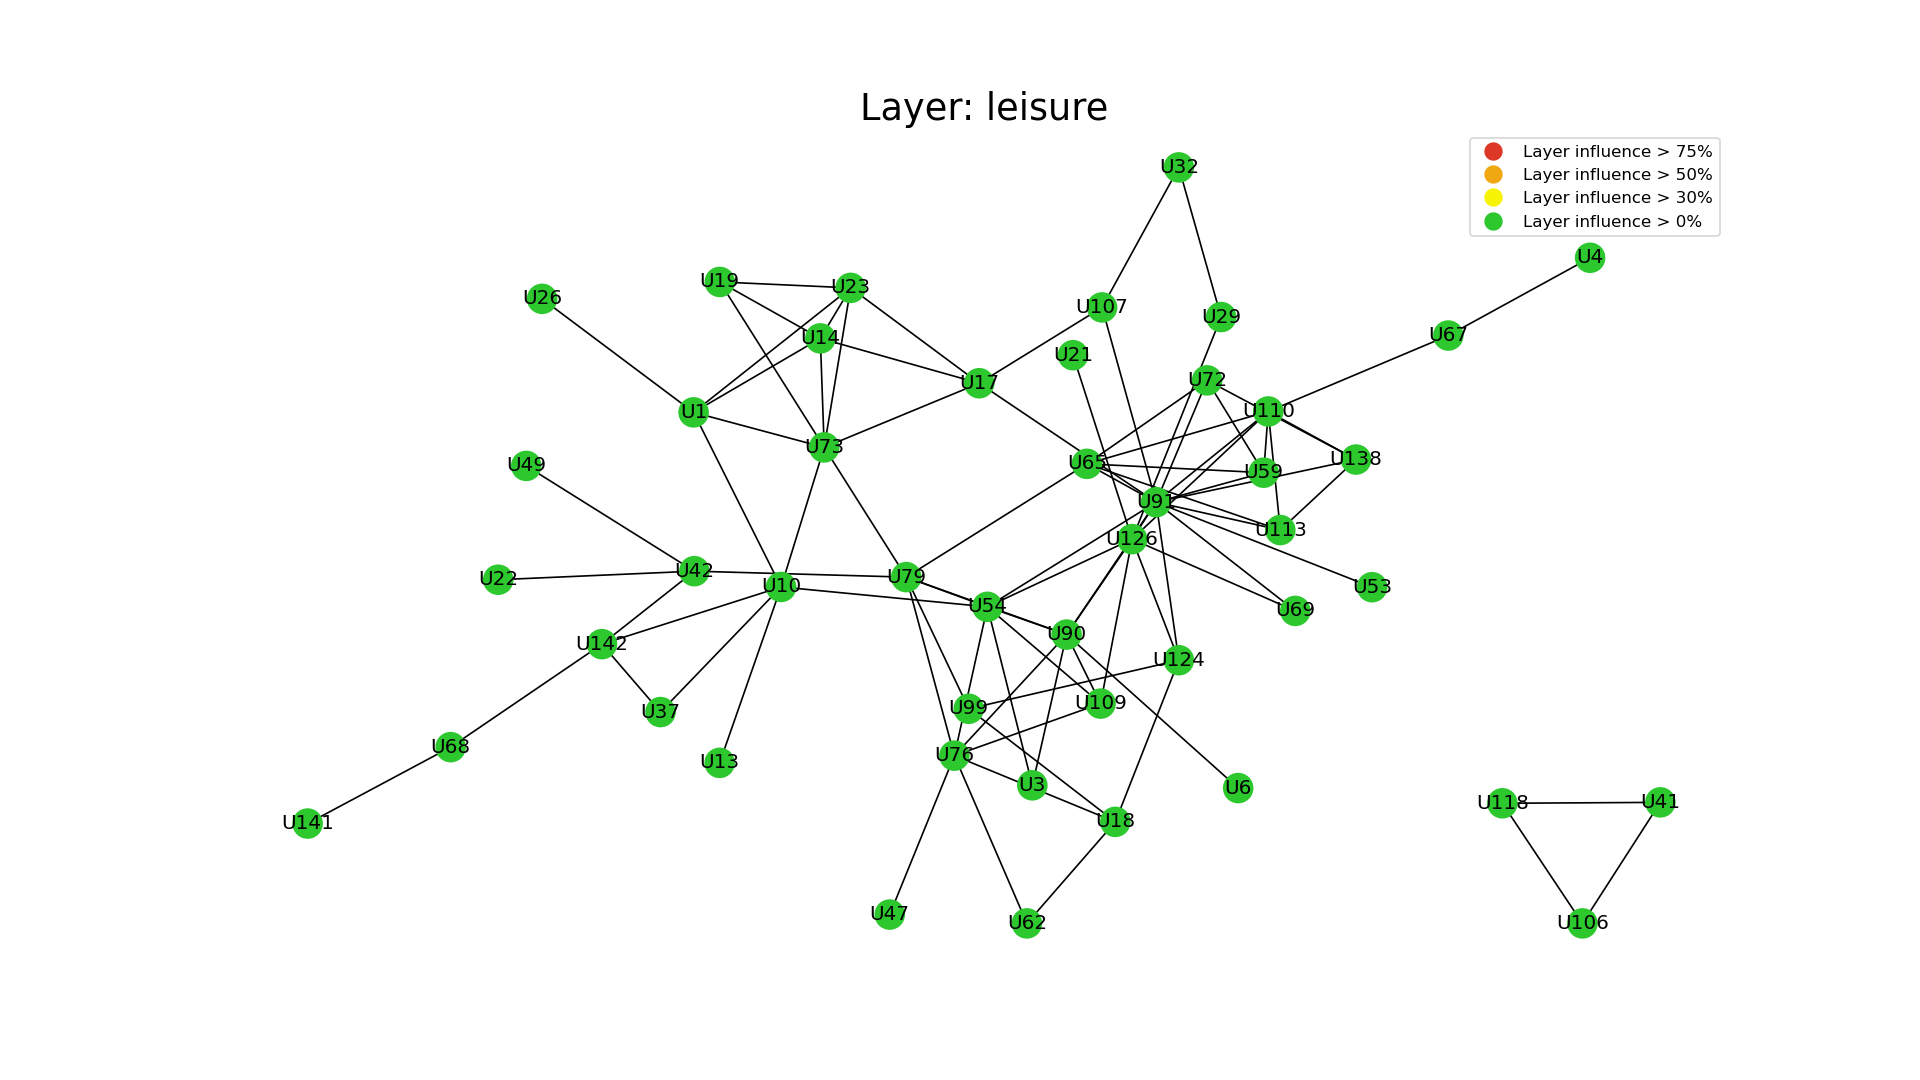 Layer: leisure
Layer influence > 75%
Layer influence > 50%
Layer influence > 30%
Layer influence > 0%
U32
U4
U19
U23
U26
U107
U29
U67
U14
U21
U72
U17
U1
U110
U73
U138
U65
U49
U59
U91
U113
U126
U42
U79
U22
U10
U53
U54
U69
U90
U142
U124
U109
U99
U37
U68
U76
U13
U3
U6
U118
U41
U18
U141
U47
U62
U106